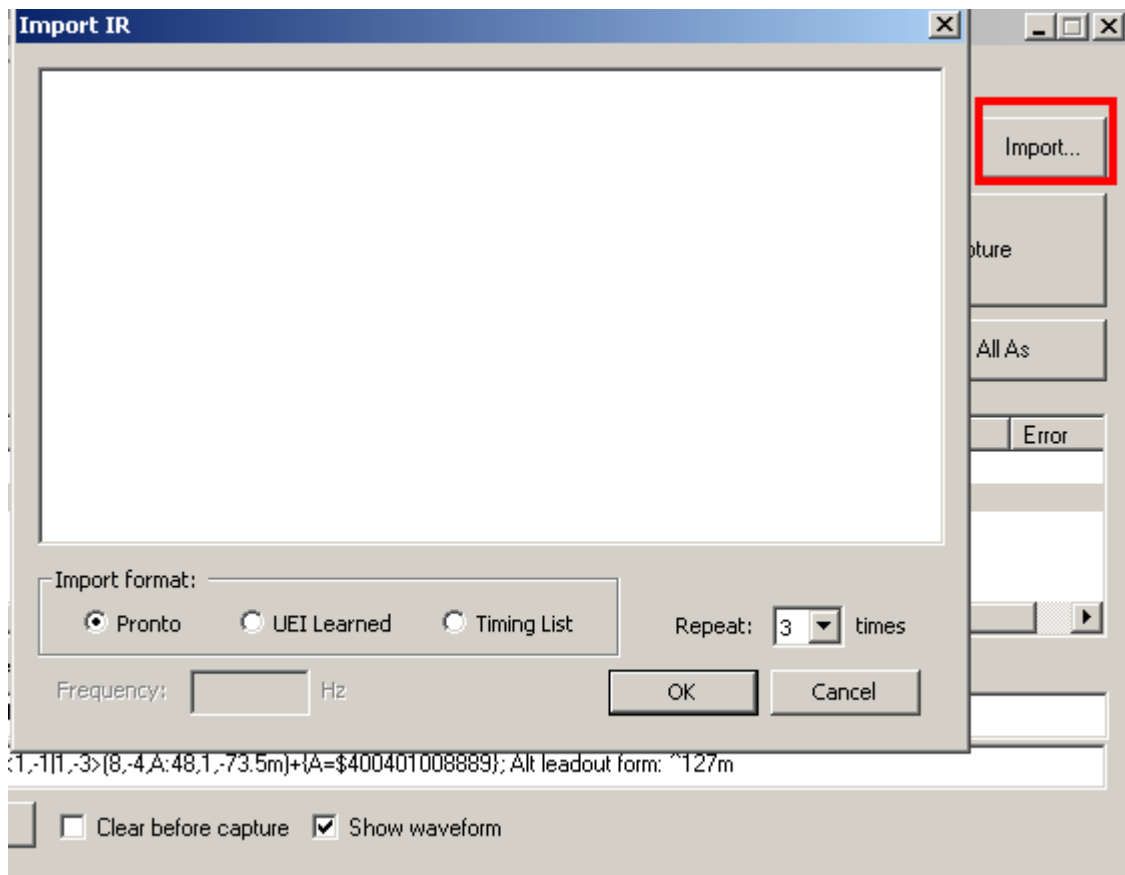 Import IR
Import...
pture
All As
Error
Import format:
Pronto
UEI Learned
Timing List
Repeat: 3 times
Frequency:
Hz
OK
Cancel
<1,-1|1,-3>(8,-4,A:48,1,-73.5m)+{A=$400401008889}; Alt leadout form: ^127m
Clear before capture
Show waveform